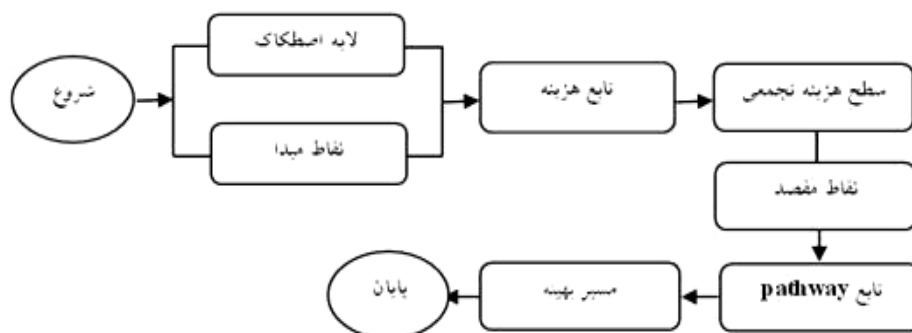 شروع
لایه اصطکاک
نقاط مبدا
تابع هزینه
سطح هزینه تجمعی
نقاط مقصد
تابع pathway
مسیر بهینه
پایان